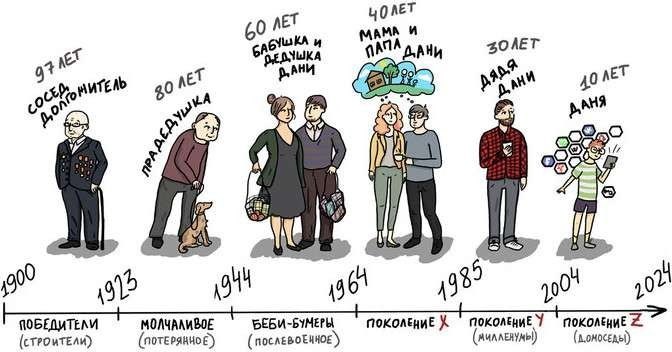 97 ЛЕТ
СОСЕД
ДОЛГОЖИТЕЛЬ
80 ЛЕТ
ПРАДЕДУШКА
60 ЛЕТ
БАБУШКА И
ДЕДУШКА
ДАНИ
40 ЛЕТ
МАМА И
ПАПА ДАНИ
30 ЛЕТ
ДЯДЯ
ДАНИ
10 ЛЕТ
ДАНЯ
1900
1923
1944
1964
1985
2004
2024
ПОБЕДИТЕЛИ
(СТРОИТЕЛИ)
МОЛЧАЛИВОЕ
(ПОТЕРЯННОЕ)
БЕБИ-БУМЕРЫ
(ПОСЛЕВОЕННОЕ)
ПОКОЛЕНИЕ X
ПОКОЛЕНИЕ Y
(МИЛЛЕНИУМЫ)
ПОКОЛЕНИЕ Z
(ДОМОСЕДЫ)